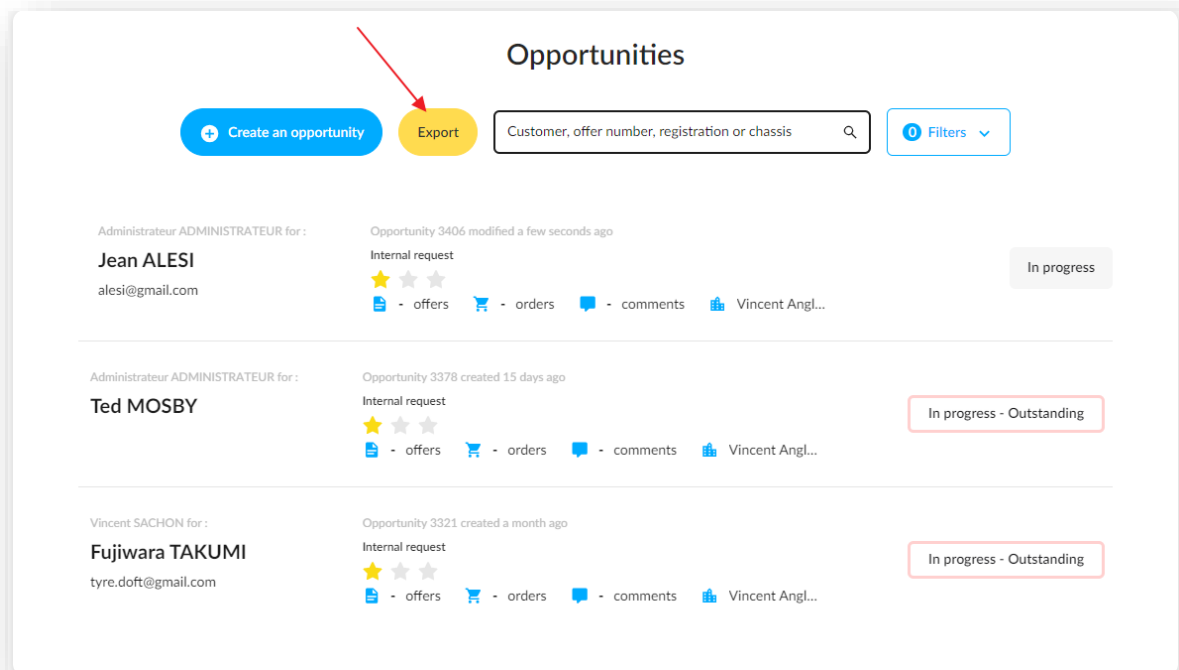 Opportunities
Create an opportunity
Export
Customer, offer number, registration or chassis
0 Filters
Administrateur ADMINISTRATEUR for :
Jean ALESI
alesi@gmail.com
Opportunity 3406 modified a few seconds ago
Internal request
- offers - orders - comments Vincent Angl...
In progress
Administrateur ADMINISTRATEUR for :
Ted MOSBY
Opportunity 3378 created 15 days ago
Internal request
- offers - orders - comments Vincent Angl...
In progress - Outstanding
Vincent SACHON for :
Fujiwara TAKUMI
tyre.doft@gmail.com
Opportunity 3321 created a month ago
Internal request
- offers - orders - comments Vincent Angl...
In progress - Outstanding